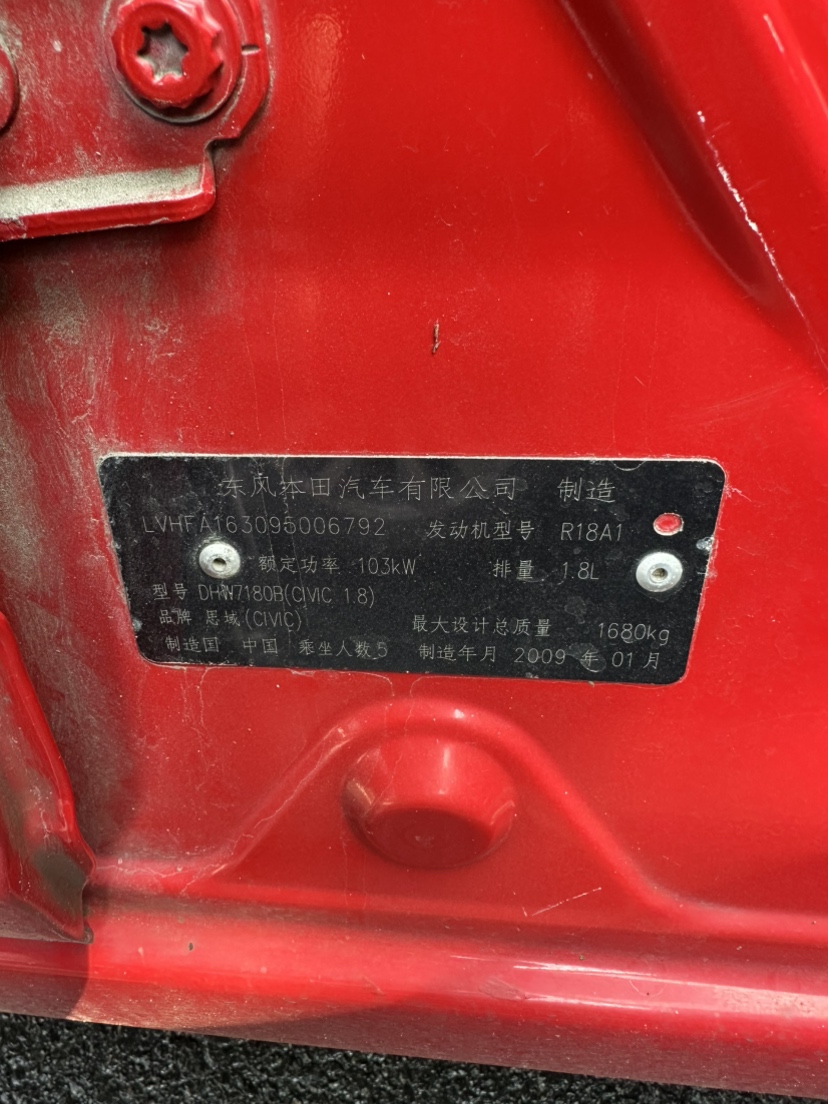 东风本田汽车有限公司 制造
LVHFA163095006792 发动机型号 R18A1
额定功率 103kW 排量 1.8L
型号 DHW7180B(CIVIC 1.8)
品牌 思域(CIVIC) 最大设计总质量 1680kg
制造国 中国 乘坐人数 5 制造年月 2009 年 01 月